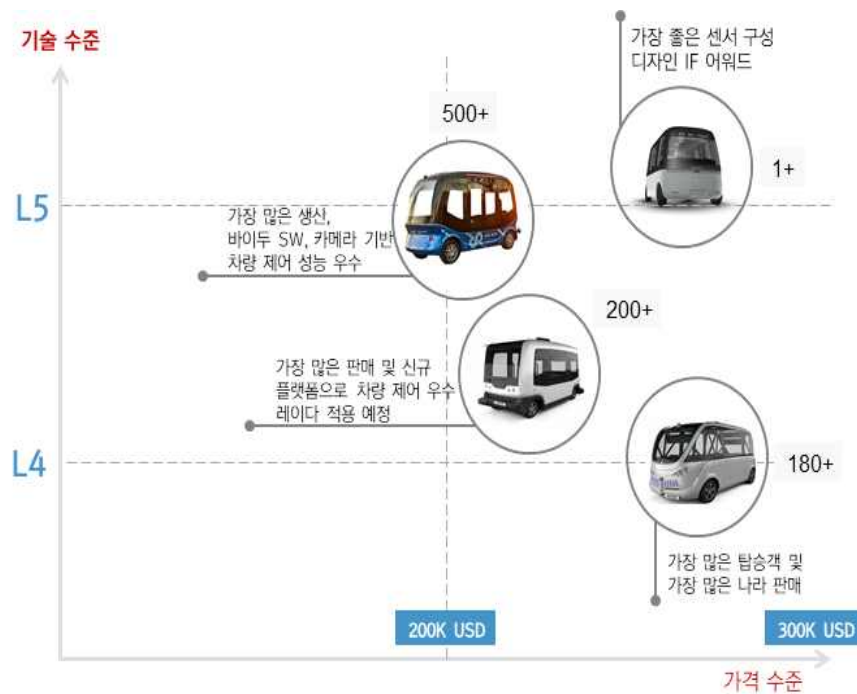 기술 수준
가장 좋은 센서 구성
디자인 IF 어워드
500+
1+
L5
가장 많은 생산,
바이두 SW, 카메라 기반
차량 제어 성능 우수
200+
가장 많은 판매 및 신규
플랫폼으로 차량 제어 우수
레이다 적용 예정
L4
180+
가장 많은 탑승객 및
가장 많은 나라 판매
200K USD
300K USD
가격 수준